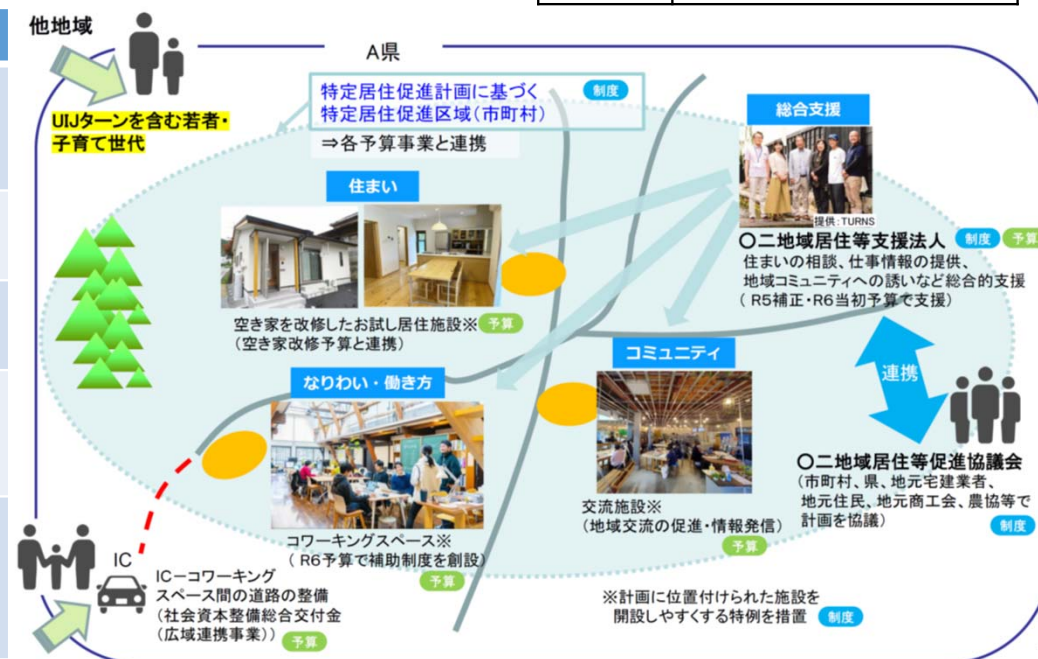 他地域
A県
特定居住促進計画に基づく
特定居住促進区域(市町村)
制度
⇒各予算事業と連携
UIJターンを含む若者・
子育て世代
総合支援
提供:TURNS
〇二地域居住等支援法人
制度
予算
住まいの相談、仕事情報の提供、
地域コミュニティへの誘いなど総合的支援
( R5補正・R6当初予算で支援)
住まい
空き家を改修したお試し居住施設※
予算
(空き家改修予算と連携)
コミュニティ
交流施設※
(地域交流の促進・情報発信)
予算
連携
〇二地域居住等促進協議会
(市町村、県、地元宅建業者、
地元住民、地元商工会、農協等で
計画を協議)
制度
なりわい・働き方
コワーキングスペース※
( R6予算で補助制度を創設)
予算
IC
IC-コワーキング
スペース間の道路の整備
(社会資本整備総合交付金
(広域連携事業))
予算
※計画に位置付けられた施設を
開設しやすくする特例を措置
制度